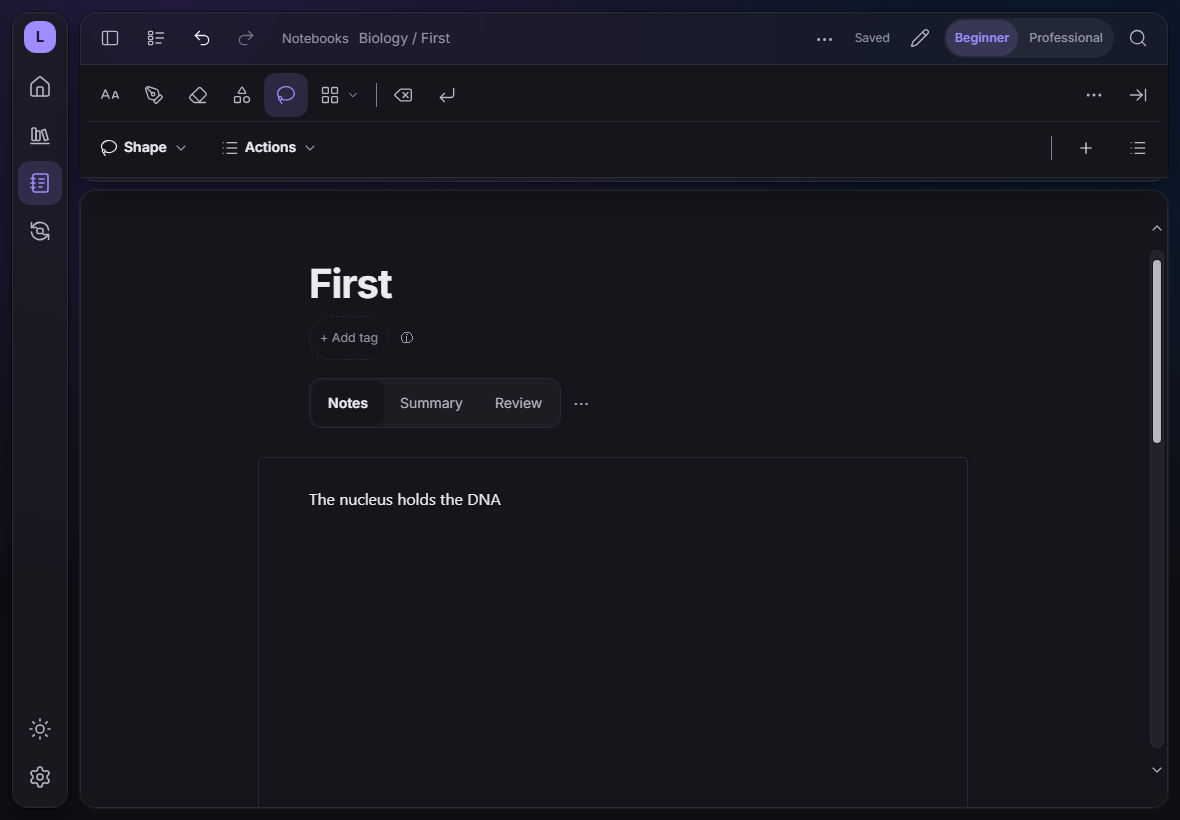 L
Notebooks Biology / First
Saved
Beginner Professional
AA
Shape Actions
First
+ Add tag
Notes Summary Review
The nucleus holds the DNA